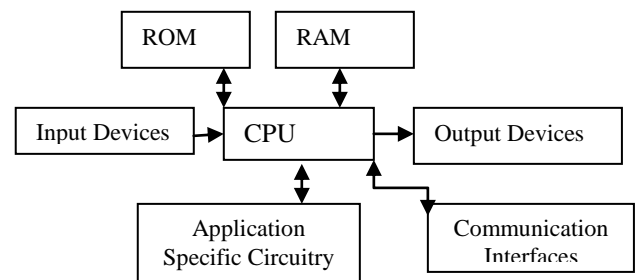 ROM
RAM
Input Devices
CPU
Output Devices
Application
Specific Circuitry
Communication
Interfaces